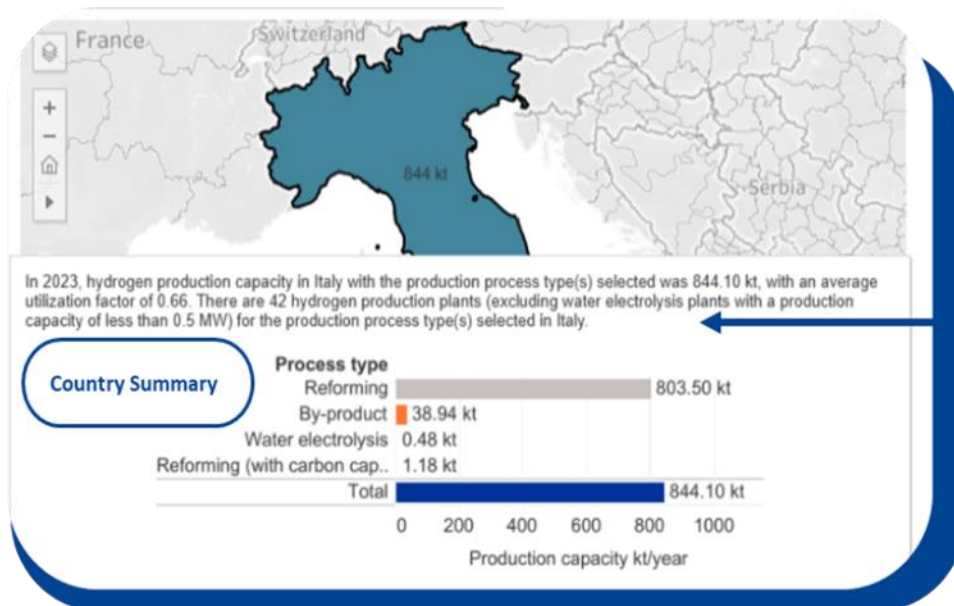 France
Switzerland
+
−
844 kt
Serbia
In 2023, hydrogen production capacity in Italy with the production process type(s) selected was 844.10 kt, with an average
utilization factor of 0.66. There are 42 hydrogen production plants (excluding water electrolysis plants with a production
capacity of less than 0.5 MW) for the production process type(s) selected in Italy.
Country Summary
Process type
Reforming 803.50 kt
By-product 38.94 kt
Water electrolysis 0.48 kt
Reforming (with carbon cap.. 1.18 kt
Total 844.10 kt
0 200 400 600 800 1000
Production capacity kt/year